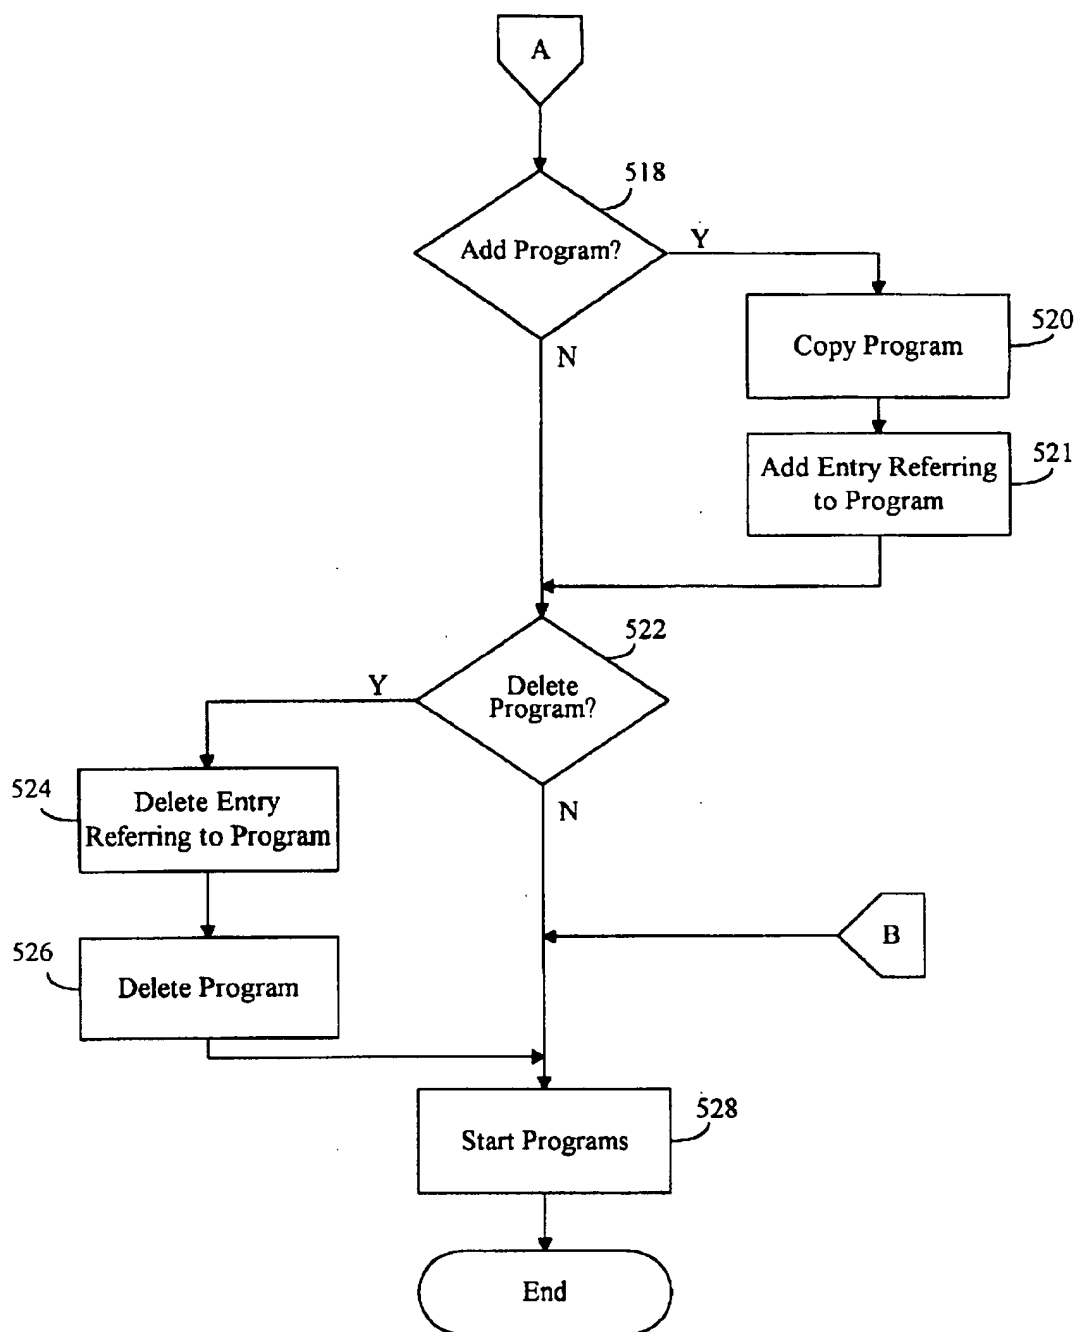 A
518
Add Program?
Y
N
520
Copy Program
521
Add Entry Referring
to Program
522
Delete
Program?
Y
N
524
Delete Entry
Referring to Program
B
526
Delete Program
528
Start Programs
End